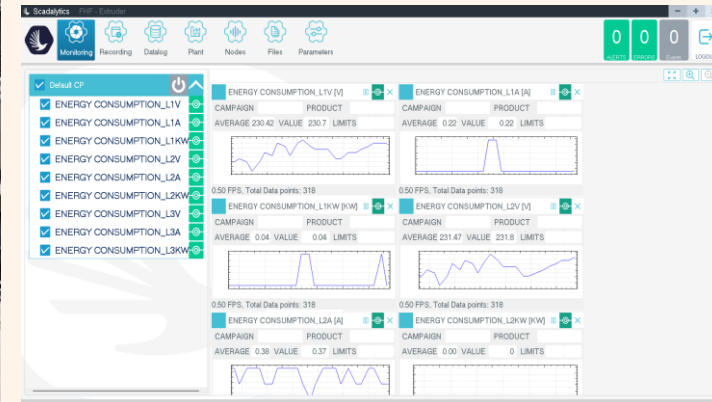 Scadalytics FHF - Extruder
Monitoring Recording Datalog Plant Nodes Files Parameters
0 0 0
ALERTS ERRORS Events LOGOUT
Default CP
ENERGY CONSUMPTION_L1V
ENERGY CONSUMPTION_L1A
ENERGY CONSUMPTION_L1KW
ENERGY CONSUMPTION_L2V
ENERGY CONSUMPTION_L2A
ENERGY CONSUMPTION_L2KW
ENERGY CONSUMPTION_L3V
ENERGY CONSUMPTION_L3A
ENERGY CONSUMPTION_L3KW
ENERGY CONSUMPTION_L1V [V]
CAMPAIGN PRODUCT
AVERAGE 230.42 VALUE 230.7 LIMITS
0.50 FPS, Total Data points: 318
ENERGY CONSUMPTION_L1A [A]
CAMPAIGN PRODUCT
AVERAGE 0.22 VALUE 0.22 LIMITS
0.50 FPS, Total Data points: 318
ENERGY CONSUMPTION_L1KW [KW]
CAMPAIGN PRODUCT
AVERAGE 0.04 VALUE 0.04 LIMITS
0.50 FPS, Total Data points: 318
ENERGY CONSUMPTION_L2V [V]
CAMPAIGN PRODUCT
AVERAGE 231.47 VALUE 231.8 LIMITS
0.50 FPS, Total Data points: 318
ENERGY CONSUMPTION_L2A [A]
CAMPAIGN PRODUCT
AVERAGE 0.38 VALUE 0.37 LIMITS
ENERGY CONSUMPTION_L2KW [KW]
CAMPAIGN PRODUCT
AVERAGE 0.00 VALUE 0 LIMITS